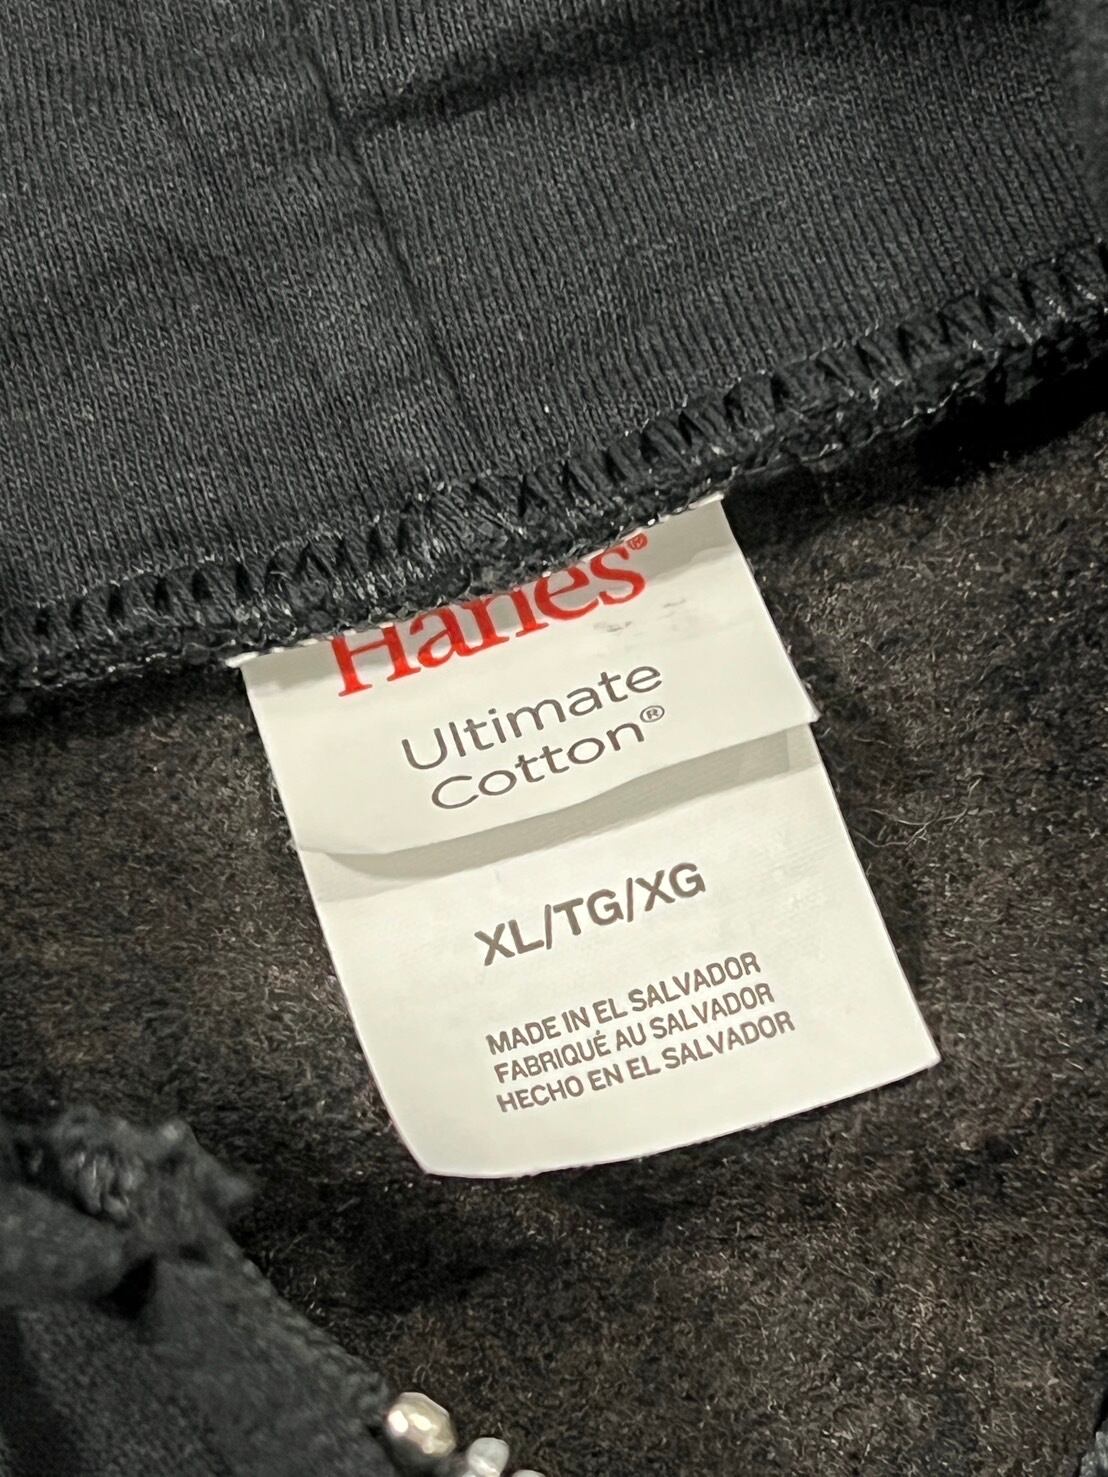 Hanes®
Ultimate
Cotton®
XL/TG/XG
MADE IN EL SALVADOR
FABRIQUÉ AU SALVADOR
HECHO EN EL SALVADOR